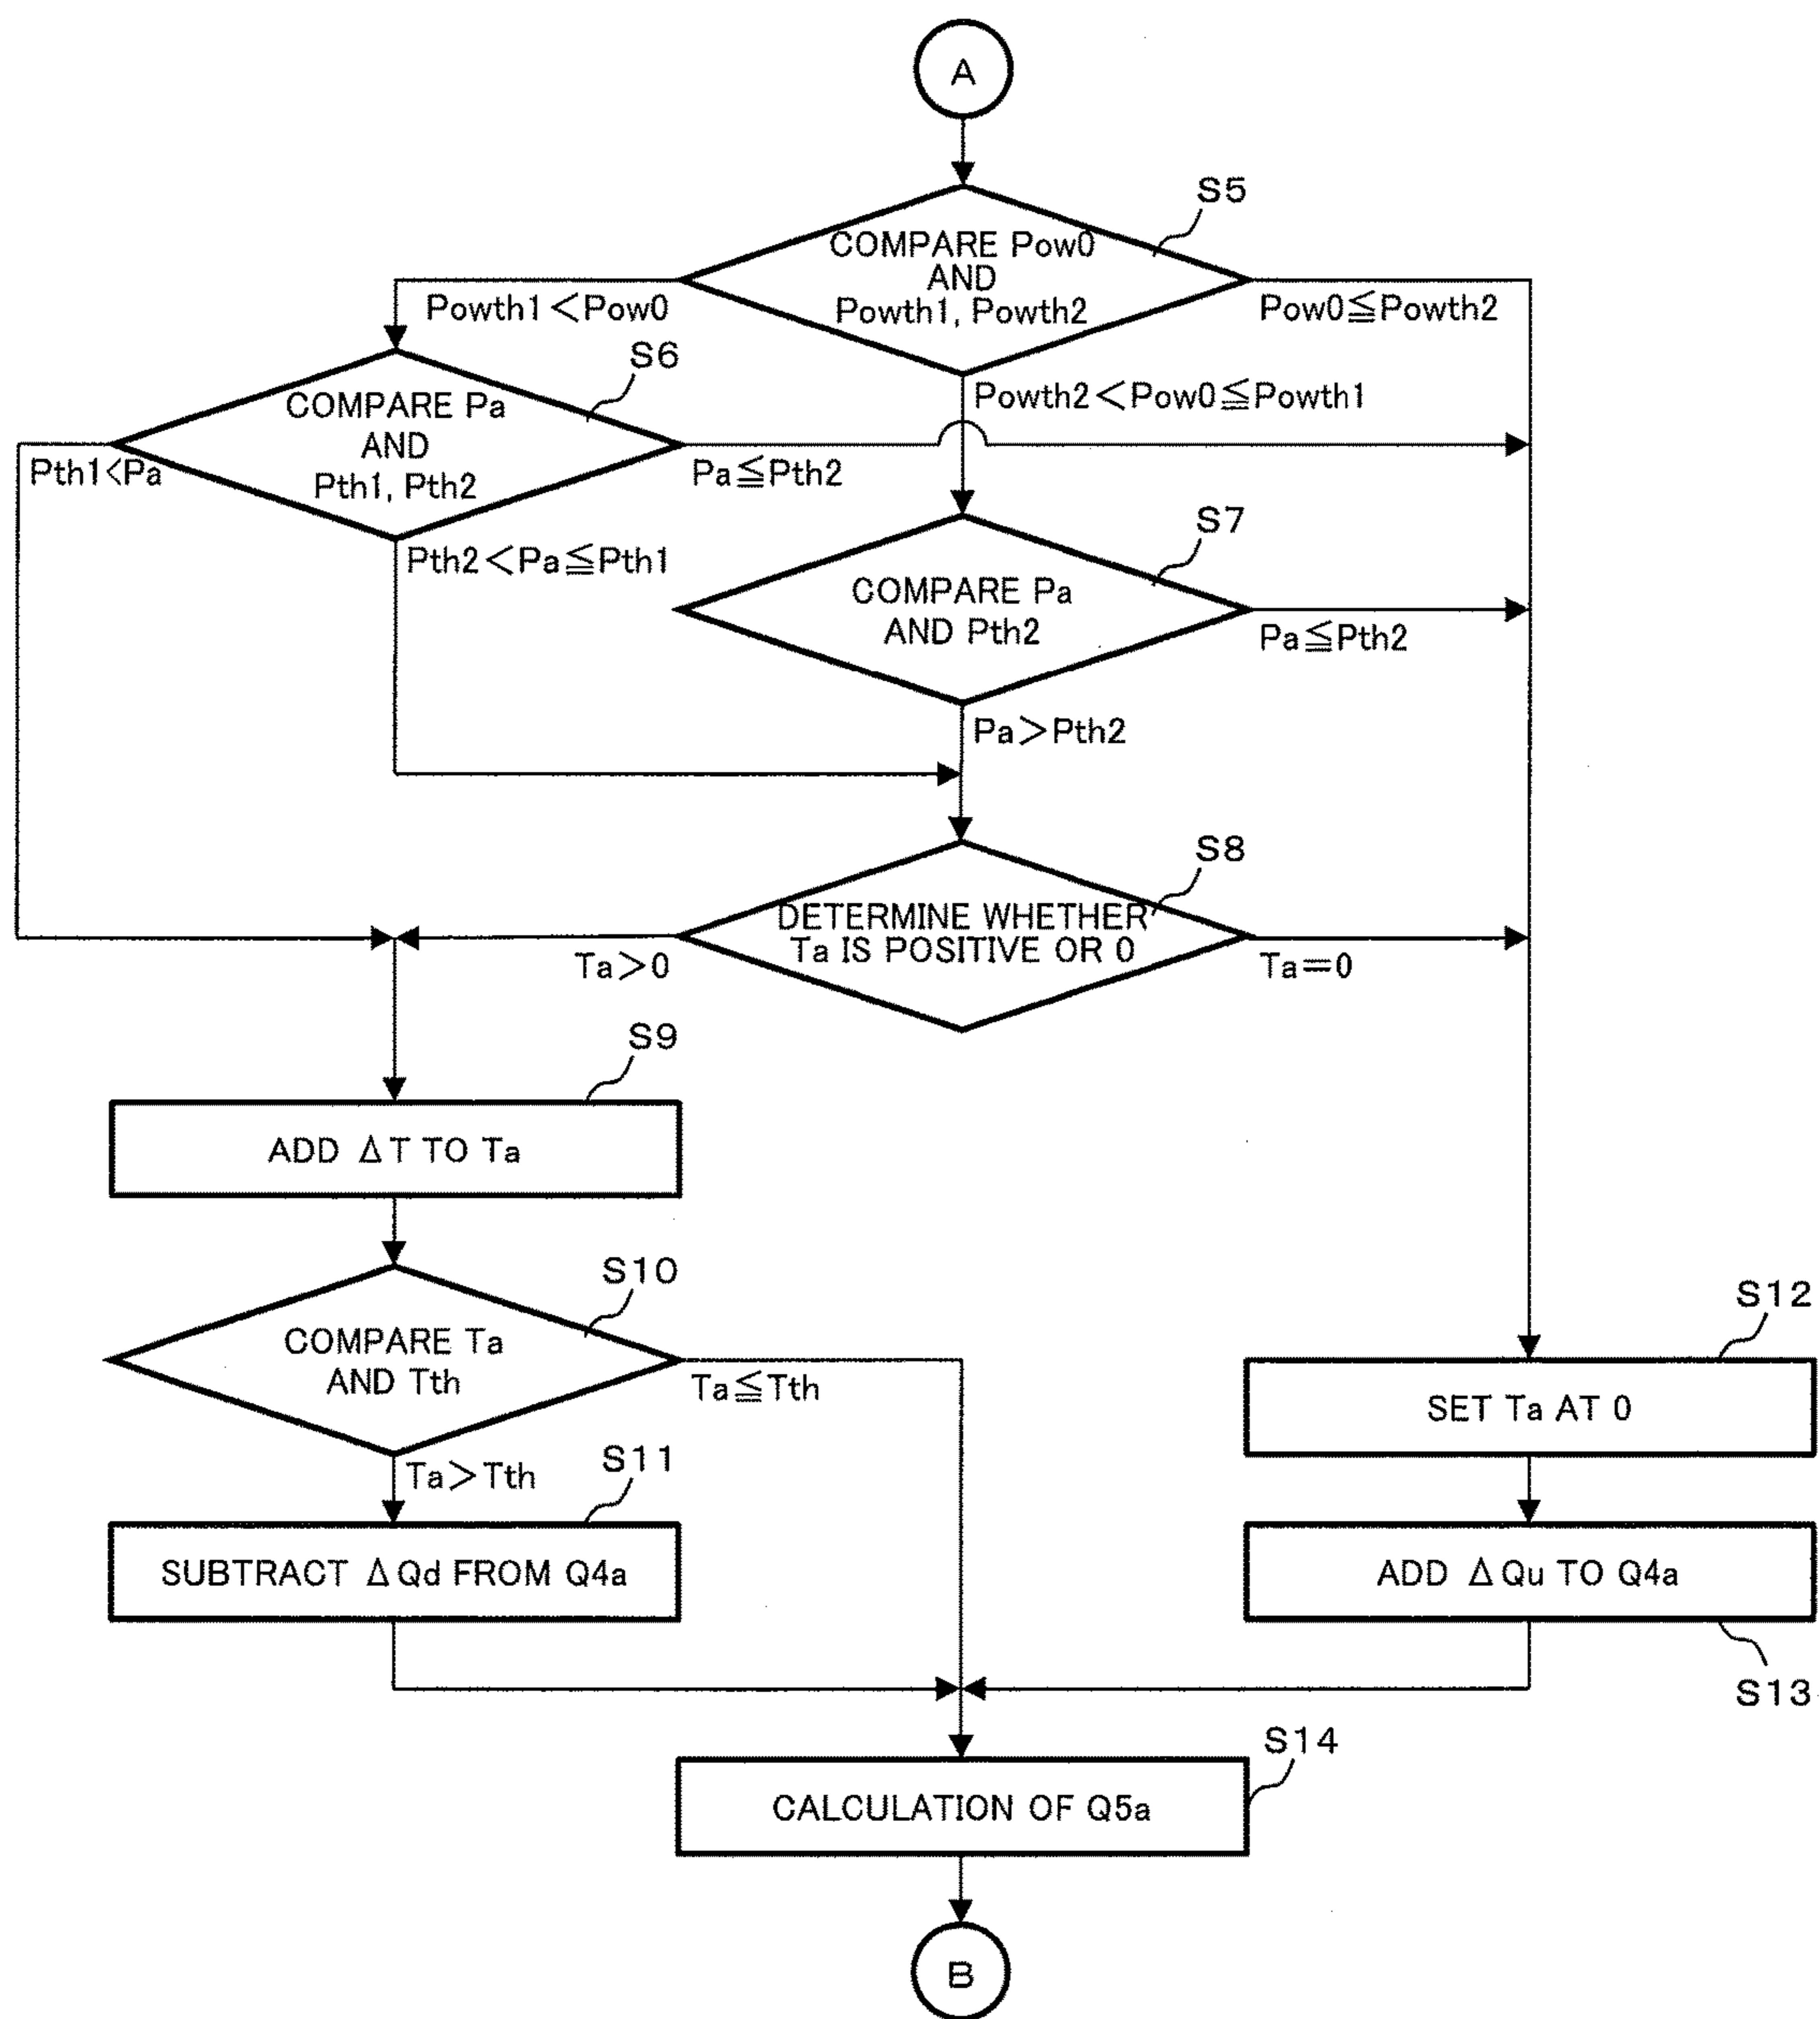 A
S5
COMPARE Pow0
AND
Powth1, Powth2
Powth1<Pow0
Pow0≦Powth2
S6
Powth2<Pow0≦Powth1
COMPARE Pa
AND
Pth1, Pth2
Pth1<Pa
Pa≦Pth2
S7
Pth2<Pa≦Pth1
COMPARE Pa
AND Pth2
Pa≦Pth2
Pa>Pth2
S8
DETERMINE WHETHER
Ta IS POSITIVE OR 0
Ta>0
Ta=0
S9
ADD ΔT TO Ta
S10
COMPARE Ta
AND Tth
Ta≦Tth
S12
SET Ta AT 0
Ta>Tth
S11
SUBTRACT ΔQd FROM Q4a
ADD ΔQu TO Q4a
S13
S14
CALCULATION OF Q5a
B